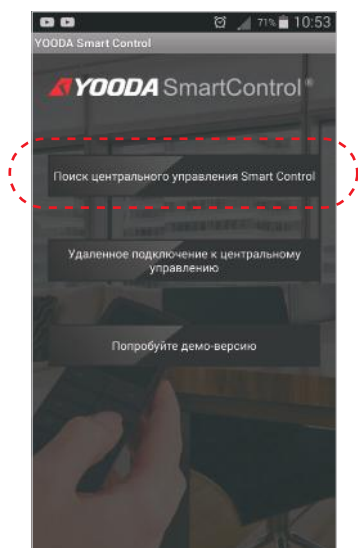 71% 10:53
YOODA Smart Control
YOODA SmartControl®
Поиск центрального управления Smart Control
Удаленное подключение к центральному
управлению
Попробуйте демо-версию